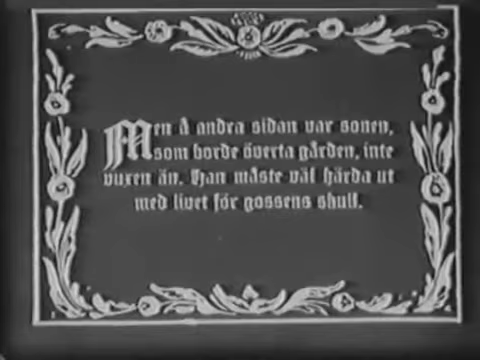 Men å andra sidan var sonen,
som borde överta gården, inte
vuxen än. Han måste väl härda ut
med livet för gossens skull.